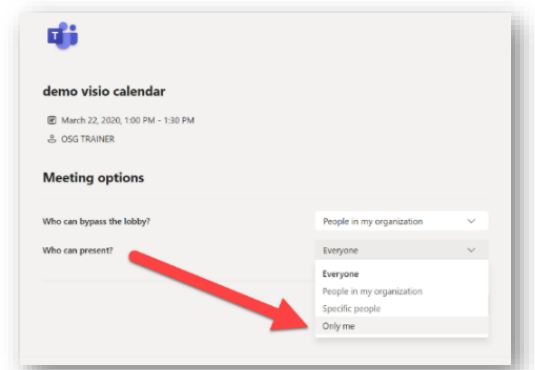 T
demo visio calendar
March 22, 2020, 1:00 PM - 1:30 PM
OSG TRAINER
Meeting options
Who can bypass the lobby? People in my organization
Who can present? Everyone
Everyone
People in my organization
Specific people
Only me